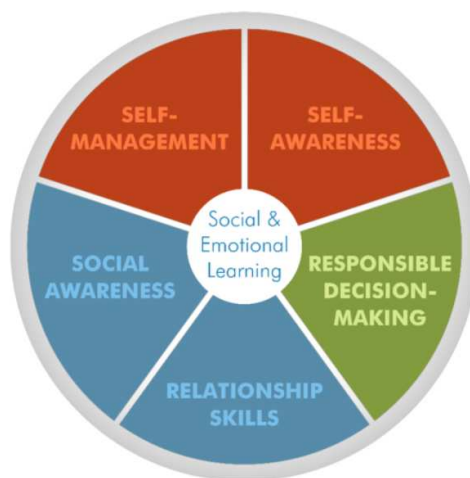 SELF-
MANAGEMENT
SELF-
AWARENESS
Social &
Emotional
Learning
SOCIAL
AWARENESS
RESPONSIBLE
DECISION-
MAKING
RELATIONSHIP
SKILLS